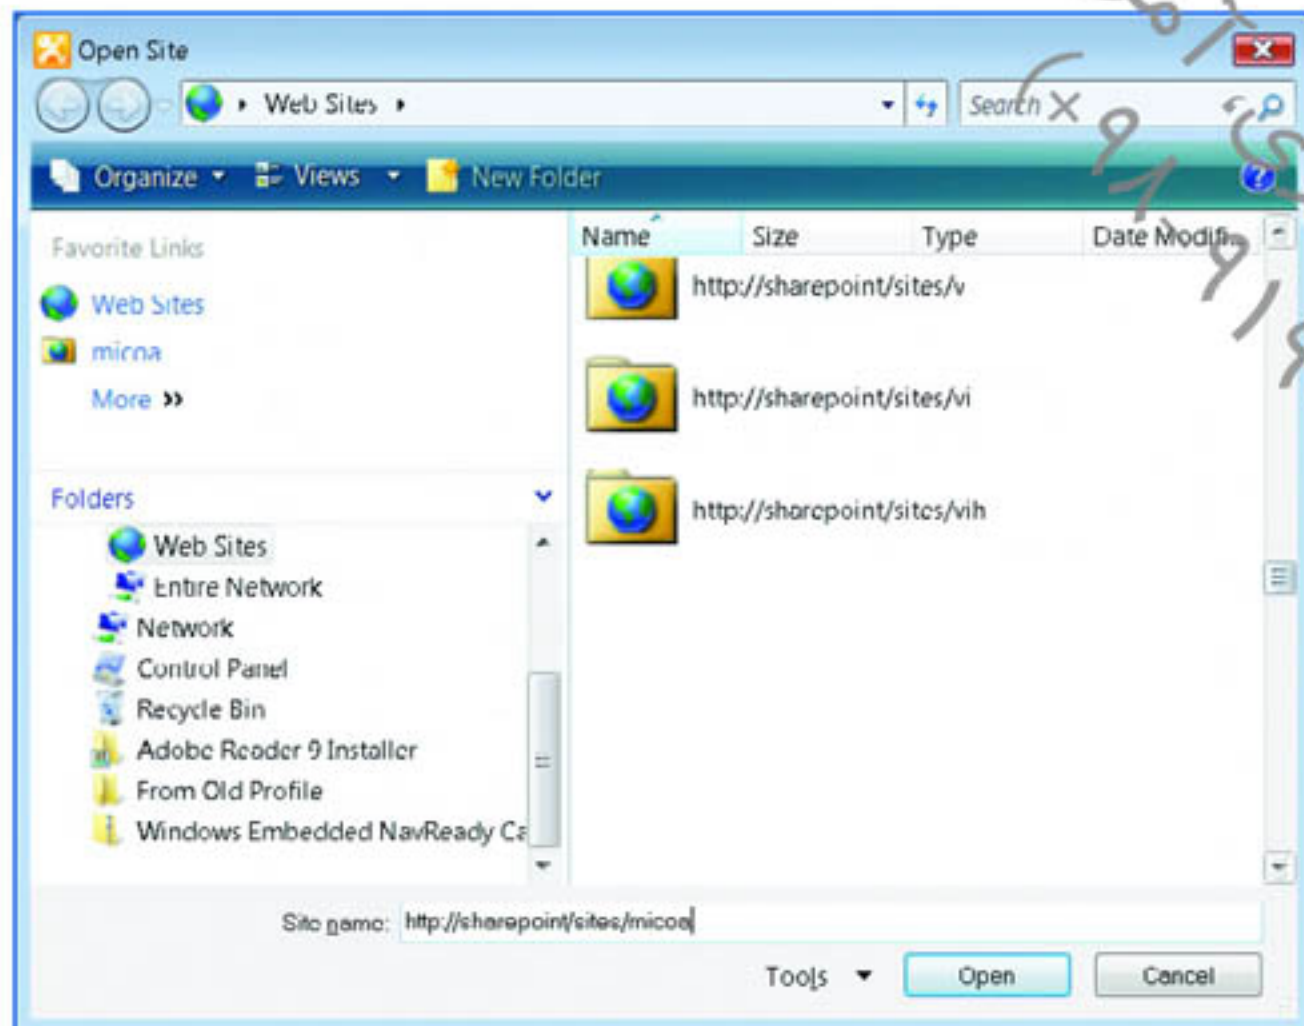 Open Site
Web Sites
Search
Organize
Views
New Folder
Favorite Links
Web Sites
micoa
More »
Folders
Web Sites
Entire Network
Network
Control Panel
Recycle Bin
Adobe Reader 9 Installer
From Old Profile
Windows Embedded NavReady Ca
Name Size Type Date Modifi...
http://sharepoint/sites/v
http://sharepoint/sites/vi
http://sharepoint/sites/vih
Site name: http://sharepoint/sites/micoa
Tools Open Cancel